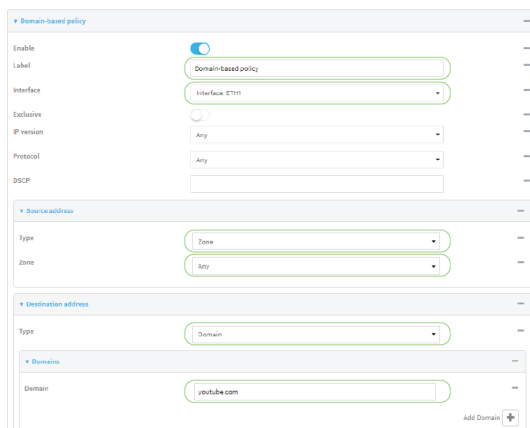 ▾ Domain-based policy
Enable
Label Domain-based policy
Interface Interface: ETH1
Exclusive
IP version Any
Protocol Any
DSCP
▾ Source address
Type Zone
Zone Any
▾ Destination address
Type Domain
▾ Domains
Domain youtube.com
Add Domain